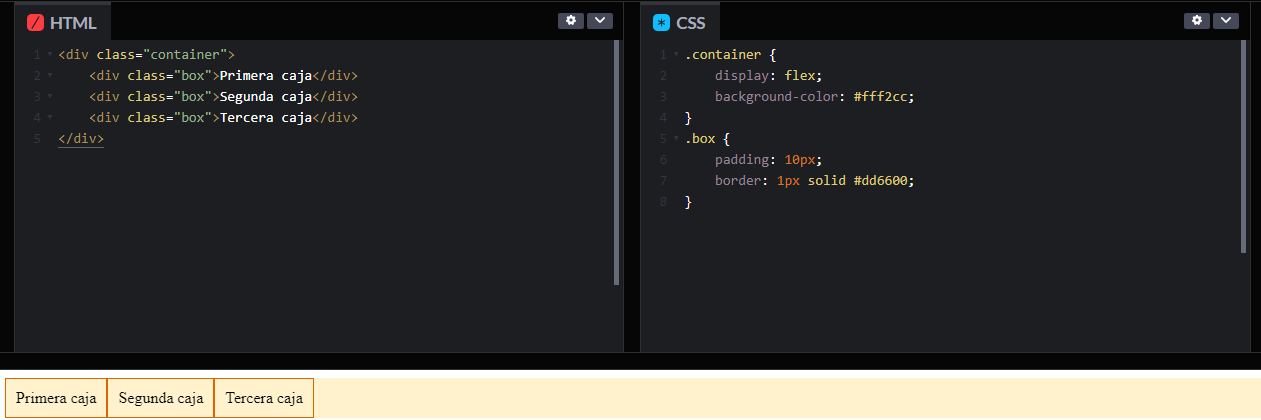 HTML
1 <div class="container">
2     <div class="box">Primera caja</div>
3     <div class="box">Segunda caja</div>
4     <div class="box">Tercera caja</div>
5 </div>
CSS
1 .container {
2     display: flex;
3     background-color: #fff2cc;
4 }
5 .box {
6     padding: 10px;
7     border: 1px solid #dd6600;
8 }
Primera caja Segunda caja Tercera caja